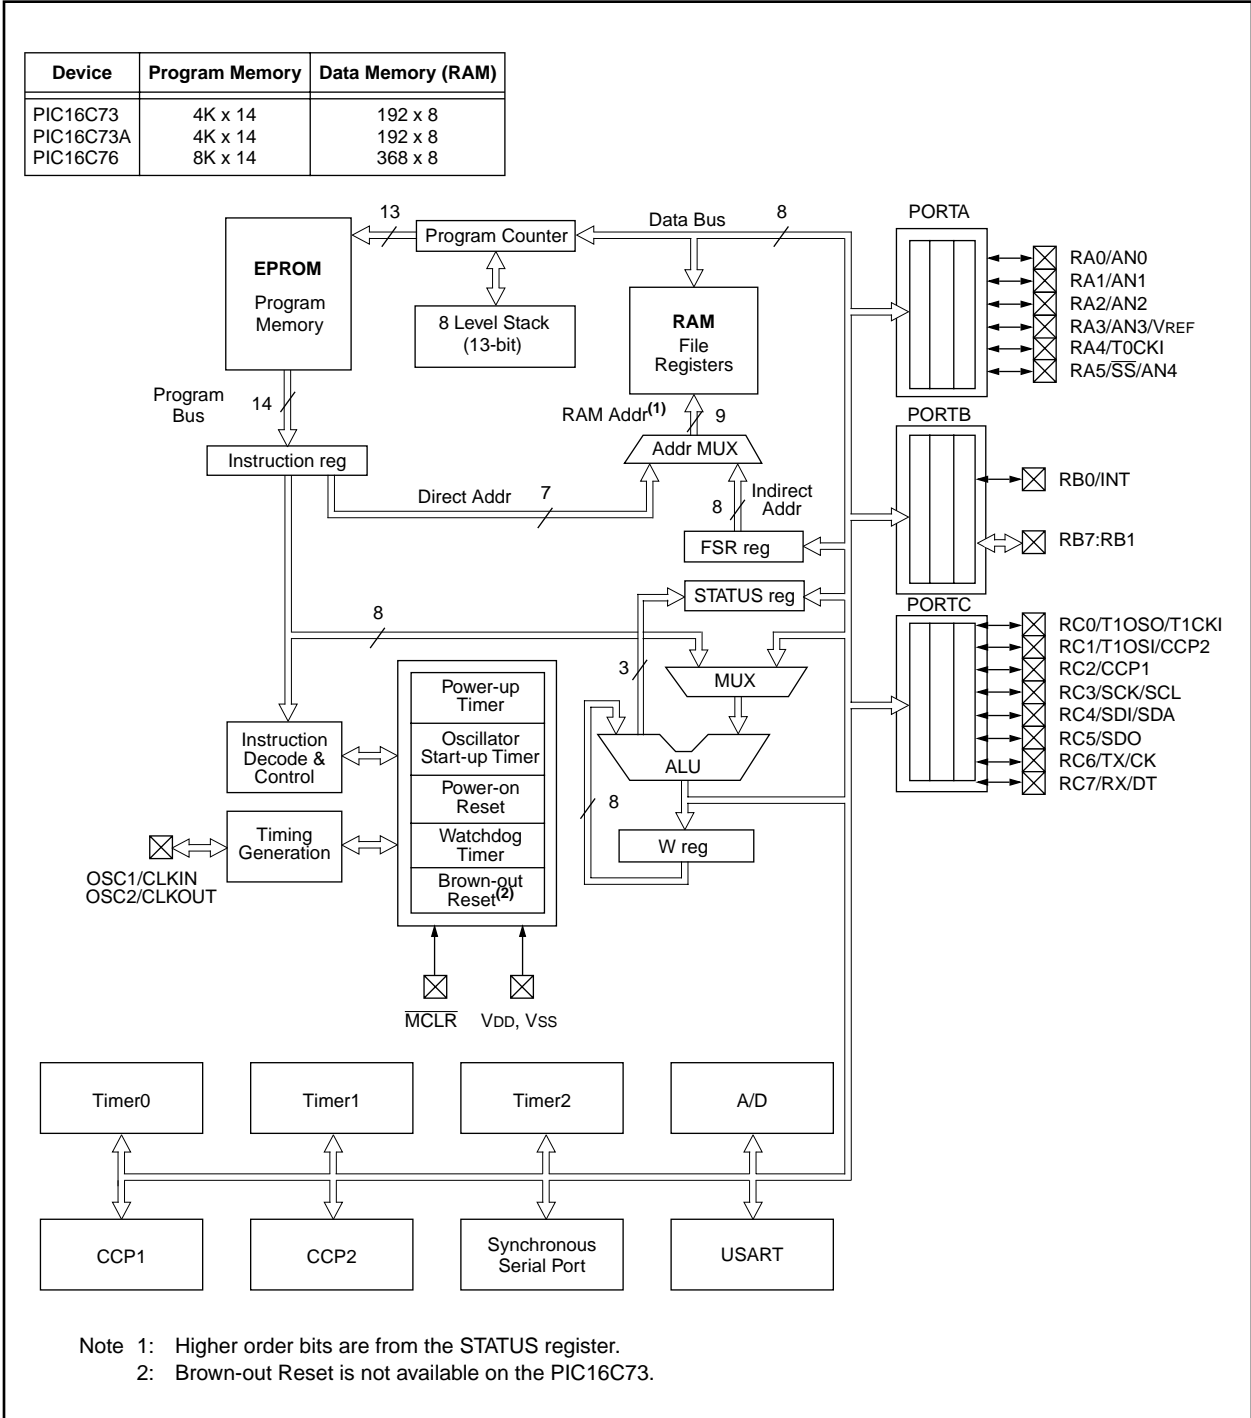 Device Program Memory Data Memory (RAM)
PIC16C73 4K x 14 192 x 8
PIC16C73A 4K x 14 192 x 8
PIC16C76 8K x 14 368 x 8
EPROM
Program
Memory
13
Program Counter
Data Bus
8
8 Level Stack
(13-bit)
RAM
File
Registers
Program
Bus
14
RAM Addr(1)
9
Addr MUX
Instruction reg
Direct Addr
7
8
Indirect
Addr
FSR reg
STATUS reg
8
3
MUX
ALU
8
W reg
Power-up
Timer
Oscillator
Start-up Timer
Power-on
Reset
Watchdog
Timer
Brown-out
Reset(2)
Instruction
Decode &
Control
Timing
Generation
OSC1/CLKIN
OSC2/CLKOUT
MCLR
VDD, VSS
PORTA
RA0/AN0
RA1/AN1
RA2/AN2
RA3/AN3/VREF
RA4/T0CKI
RA5/SS/AN4
PORTB
RB0/INT
RB7:RB1
PORTC
RC0/T1OSO/T1CKI
RC1/T1OSI/CCP2
RC2/CCP1
RC3/SCK/SCL
RC4/SDI/SDA
RC5/SDO
RC6/TX/CK
RC7/RX/DT
Timer0
Timer1
Timer2
A/D
CCP1
CCP2
Synchronous
Serial Port
USART
Note 1: Higher order bits are from the STATUS register.
2: Brown-out Reset is not available on the PIC16C73.